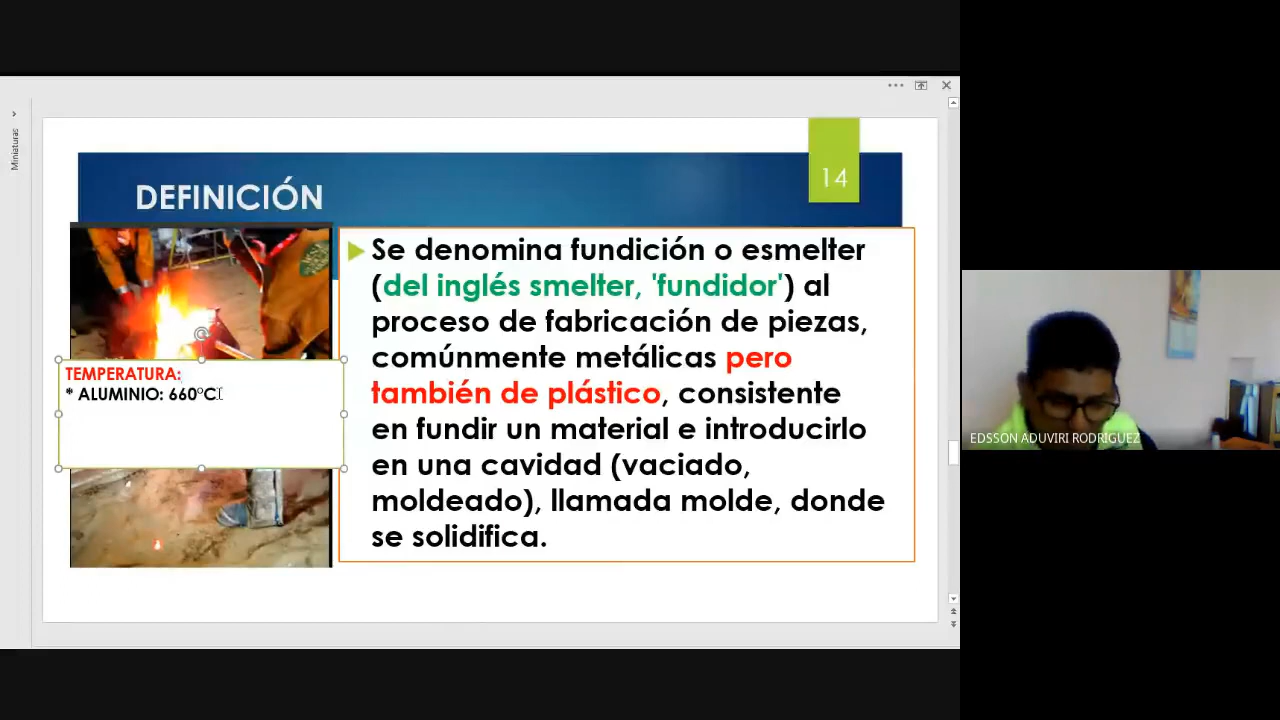 Miniaturas
14
DEFINICIÓN
TEMPERATURA:
* ALUMINIO: 660°C
Se denomina fundición o esmelter
(del inglés smelter, 'fundidor') al
proceso de fabricación de piezas,
comúnmente metálicas pero
también de plástico, consistente
en fundir un material e introducirlo
en una cavidad (vaciado,
moldeado), llamada molde, donde
se solidifica.
EDSSON ADUVIRI RODRIGUEZ